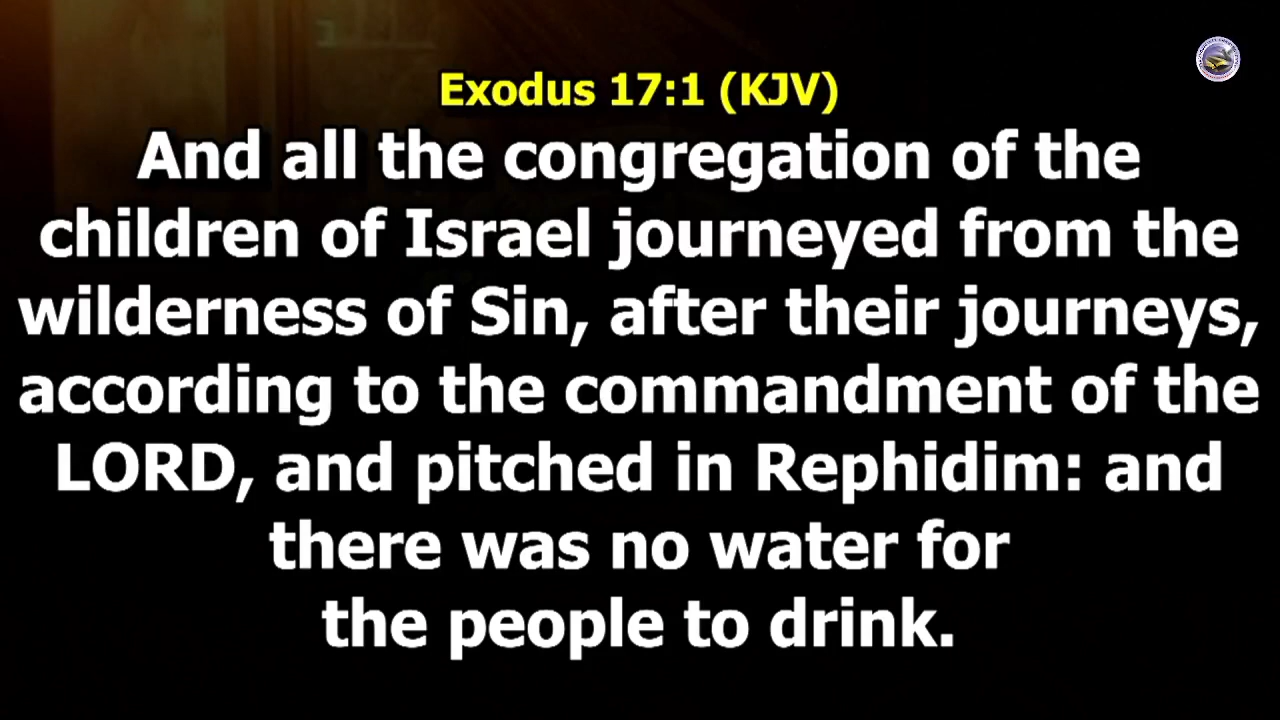 Exodus 17:1 (KJV)
And all the congregation of the
children of Israel journeyed from the
wilderness of Sin, after their journeys,
according to the commandment of the
LORD, and pitched in Rephidim: and
there was no water for
the people to drink.